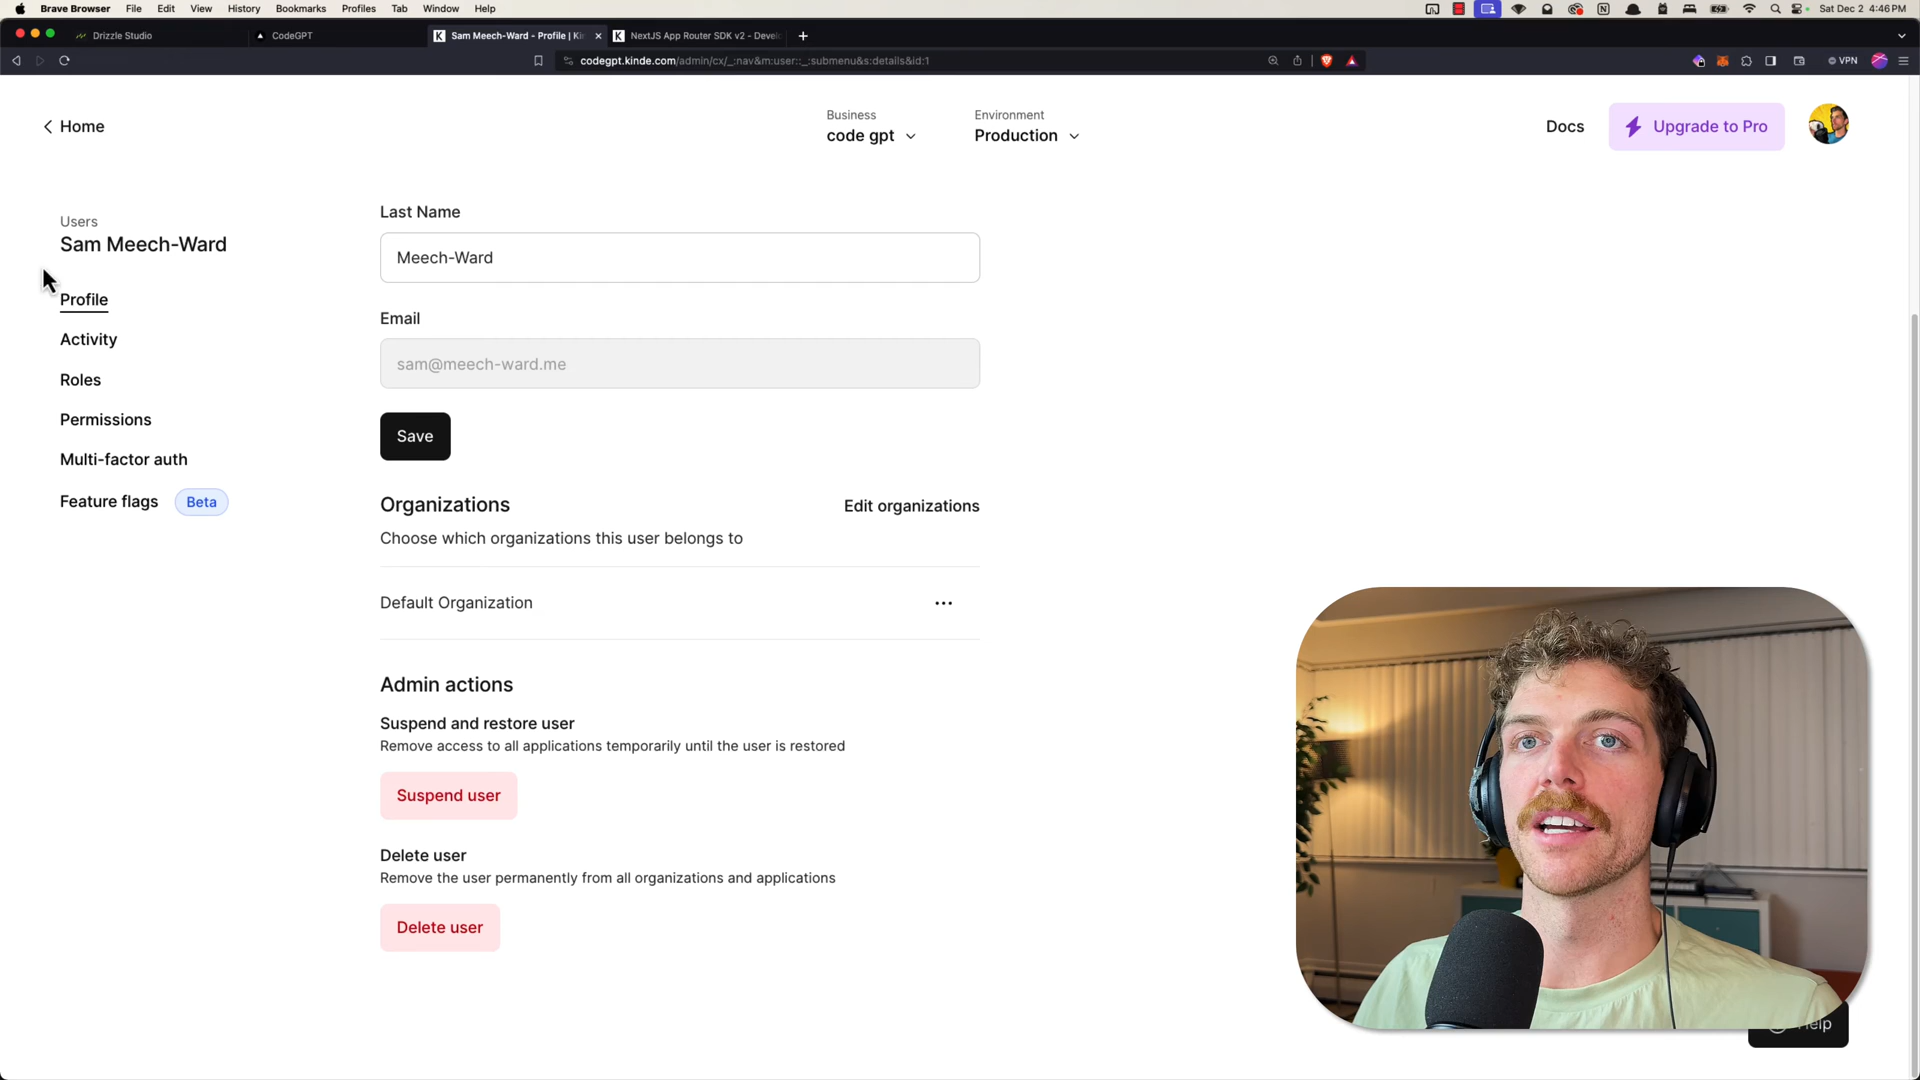 Brave Browser File Edit View History Bookmarks Profiles Tab Window Help Sat Dec 2 4:46 PM
Drizzle Studio CodeGPT Sam Meech-Ward - Profile | Kin NextJS App Router SDK v2 - Devel
codegpt.kinde.com/admin/cx/_:nav&m:user::_:submenu&s:details&id:1 VPN
Home
Business
code gpt
Environment
Production
Docs
Upgrade to Pro
Users
Sam Meech-Ward
Profile
Activity
Roles
Permissions
Multi-factor auth
Feature flags Beta
Last Name
Meech-Ward
Email
sam@meech-ward.me
Save
Organizations Edit organizations
Choose which organizations this user belongs to
Default Organization
Admin actions
Suspend and restore user
Remove access to all applications temporarily until the user is restored
Suspend user
Delete user
Remove the user permanently from all organizations and applications
Delete user